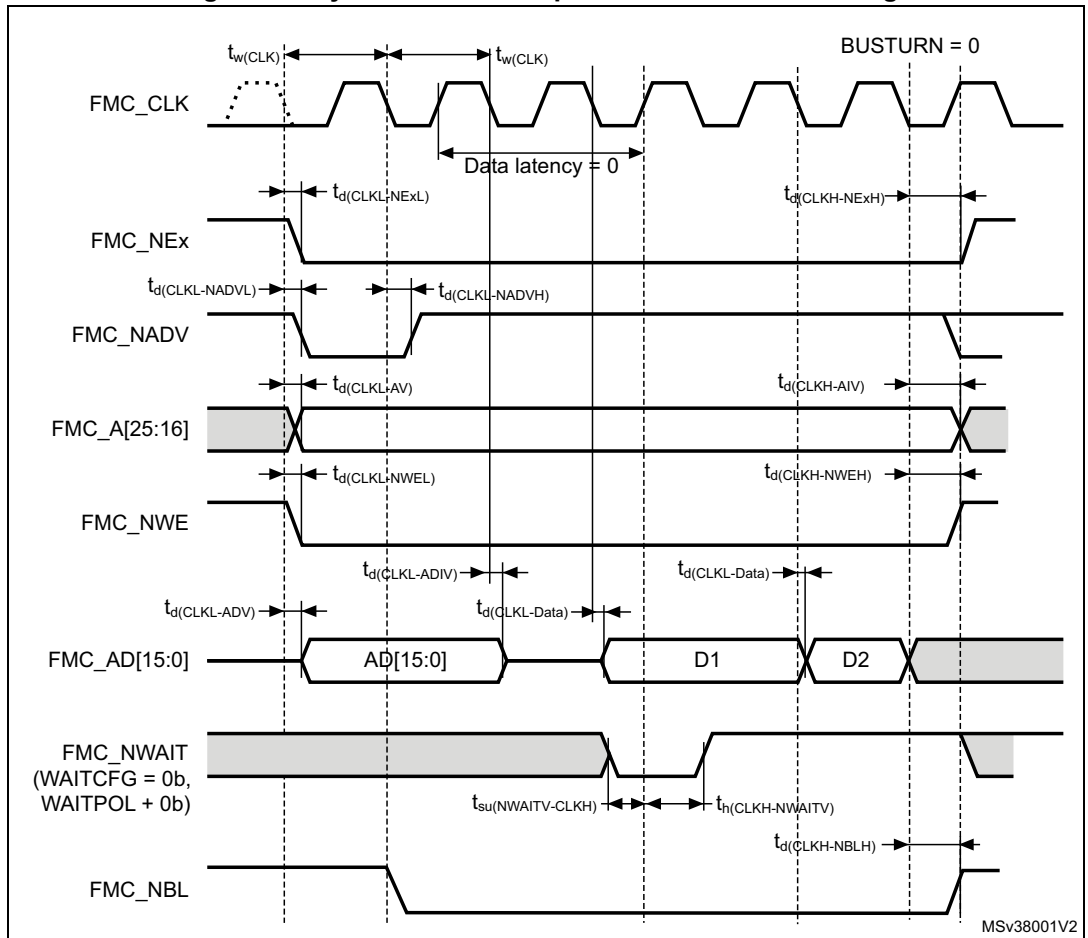 BUSTURN = 0
tw(CLK) tw(CLK)
FMC_CLK
Data latency = 0
td(CLKL-NExL) td(CLKH-NExH)
FMC_NEx
td(CLKL-NADVL) td(CLKL-NADVH)
FMC_NADV
td(CLKL-AV) td(CLKH-AIV)
FMC_A[25:16]
td(CLKL-NWEL) td(CLKH-NWEH)
FMC_NWE
td(CLKL-ADIV) td(CLKL-Data)
td(CLKL-ADV) td(CLKL-Data)
FMC_AD[15:0] AD[15:0] D1 D2
FMC_NWAIT
(WAITCFG = 0b,
WAITPOL + 0b)
tsu(NWAITV-CLKH) th(CLKH-NWAITV)
td(CLKH-NBLH)
FMC_NBL
MSv38001V2